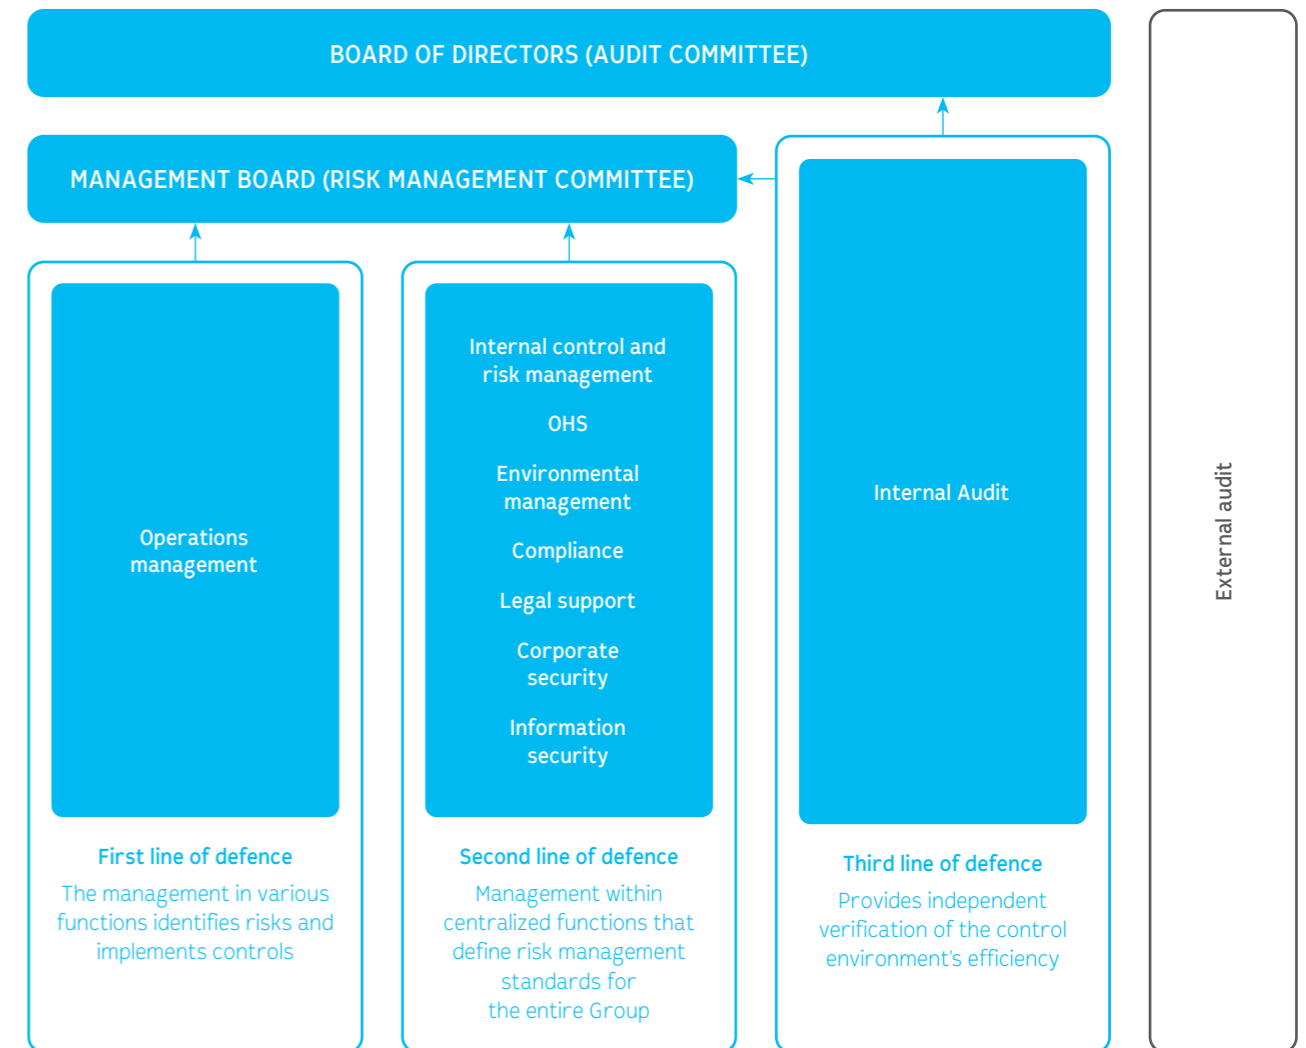 BOARD OF DIRECTORS (AUDIT COMMITTEE)
MANAGEMENT BOARD (RISK MANAGEMENT COMMITTEE)
Operations
management
First line of defence
The management in various
functions identifies risks and
implements controls
Internal control and
risk management
OHS
Environmental
management
Compliance
Legal support
Corporate
security
Information
security
Second line of defence
Management within
centralized functions that
define risk management
standards for
the entire Group
Internal Audit
Third line of defence
Provides independent
verification of the control
environment's efficiency
External audit